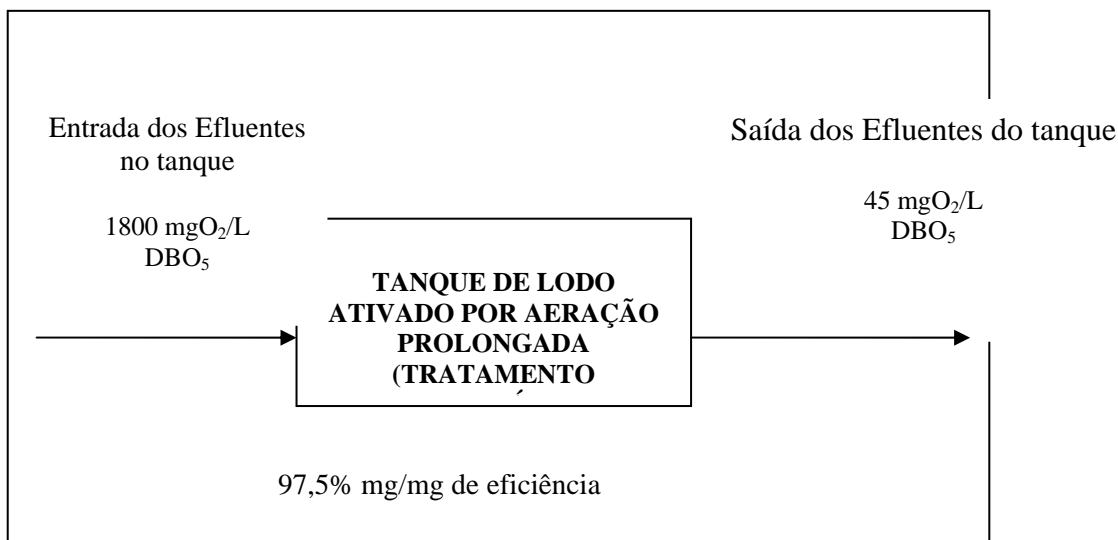 Entrada dos Efluentes
no tanque
1800 mgO₂/L
DBO₅
Saída dos Efluentes do tanque
45 mgO₂/L
DBO₅
TANQUE DE LODO
ATIVADO POR AERAÇÃO
PROLONGADA
(TRATAMENTO
97,5% mg/mg de eficiência